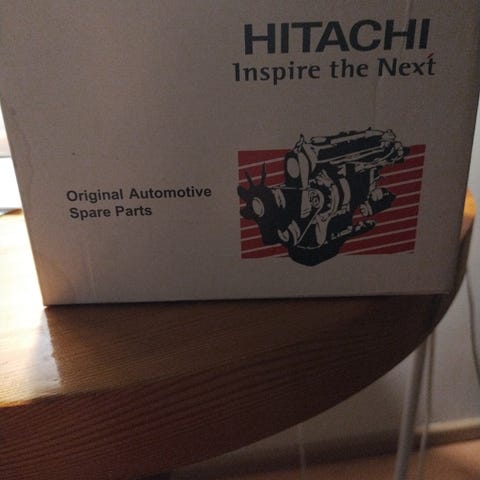 HITACHI
Inspire the Next
Original Automotive
Spare Parts